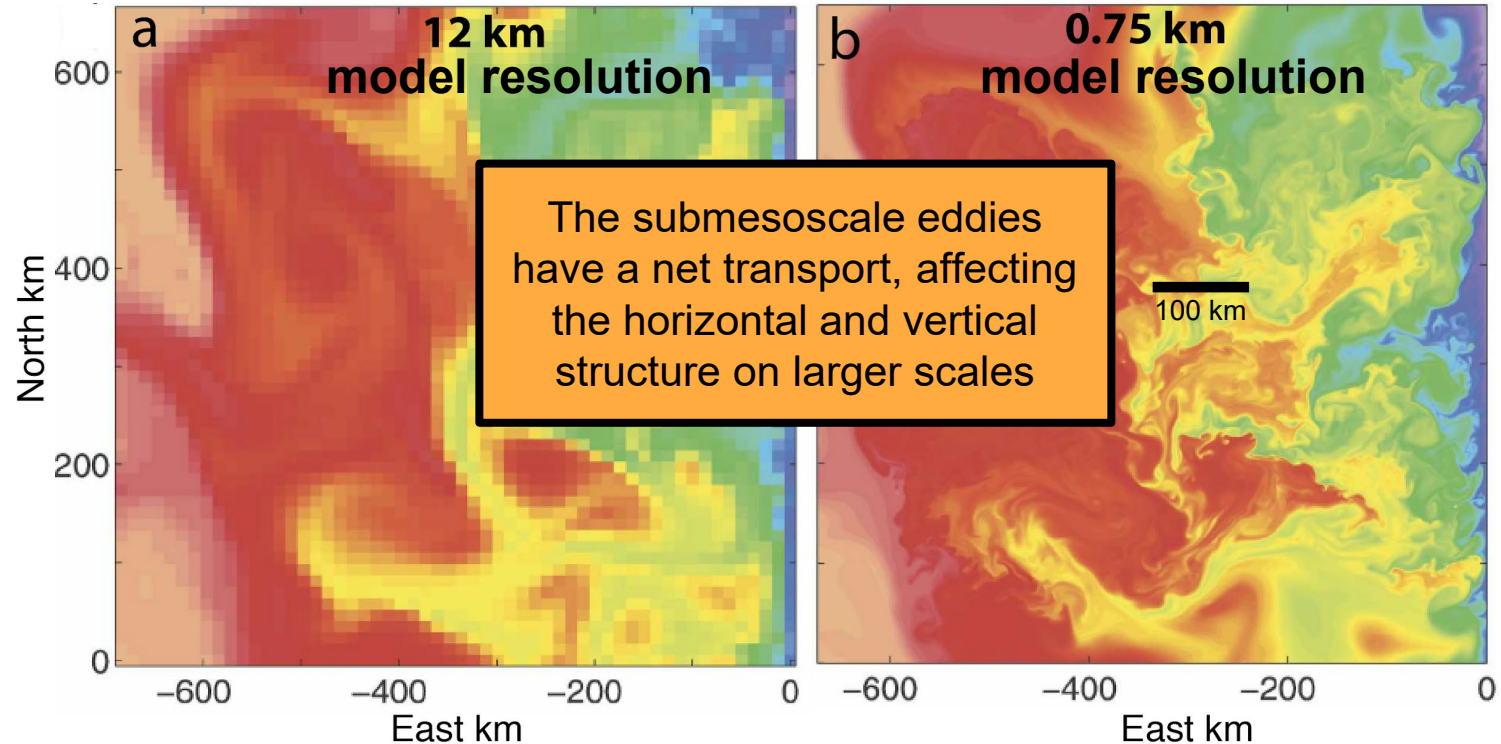 a
12 km
model resolution
b
0.75 km
model resolution
The submesoscale eddies
have a net transport, affecting
the horizontal and vertical
structure on larger scales
100 km
North km
600
400
200
0
−600
−400
−200
0
East km
−600
−400
−200
0
East km